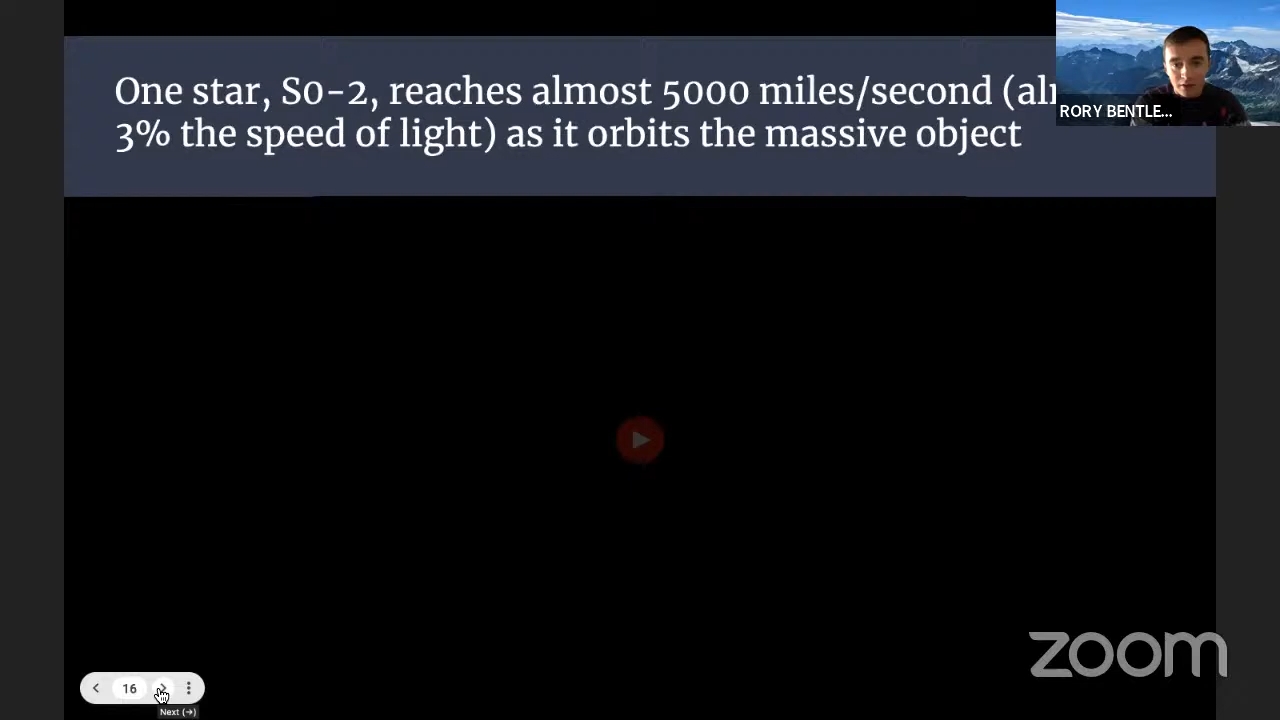 One star, S0-2, reaches almost 5000 miles/second (al
3% the speed of light) as it orbits the massive object
RORY BENTLE...
zoom
16
Next (→)